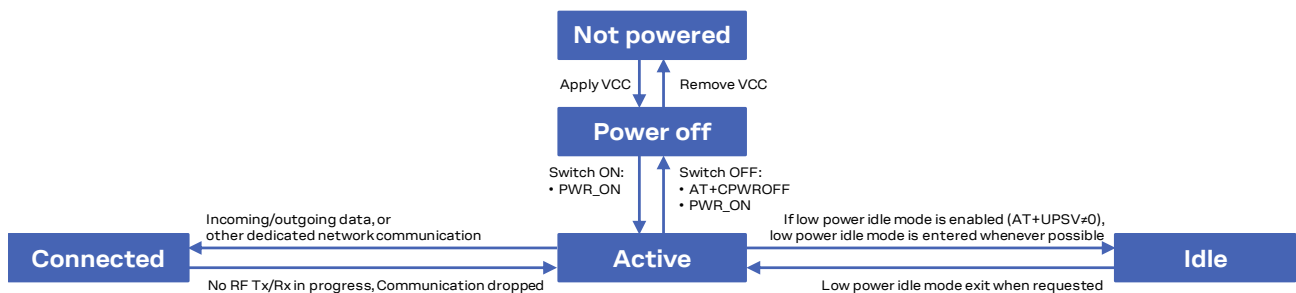 Not powered
Apply VCC
Remove VCC
Power off
Switch ON:
• PWR_ON
Switch OFF:
• AT+CPWROFF
• PWR_ON
Incoming/outgoing data, or
other dedicated network communication
If low power idle mode is enabled (AT+UPSV≠0),
low power idle mode is entered whenever possible
Connected
Active
Idle
No RF Tx/Rx in progress, Communication dropped
Low power idle mode exit when requested